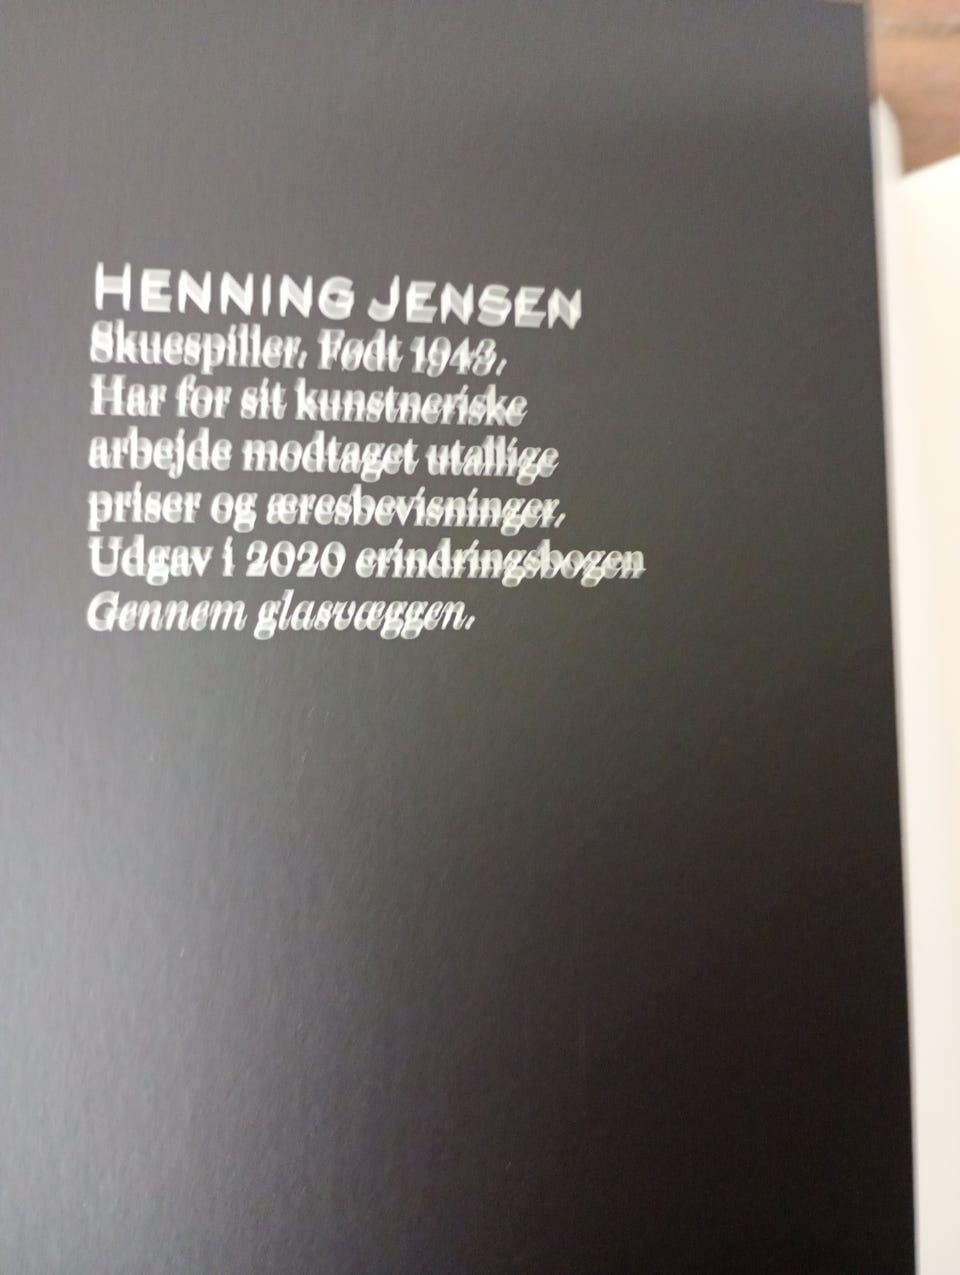 HENNING JENSEN
Skuespiller. Født 1943.
Har for sit kunstneriske
arbejde modtaget utallige
priser og æresbevisninger.
Udgav i 2020 erindringsbogen
Gennem glasvæggen.